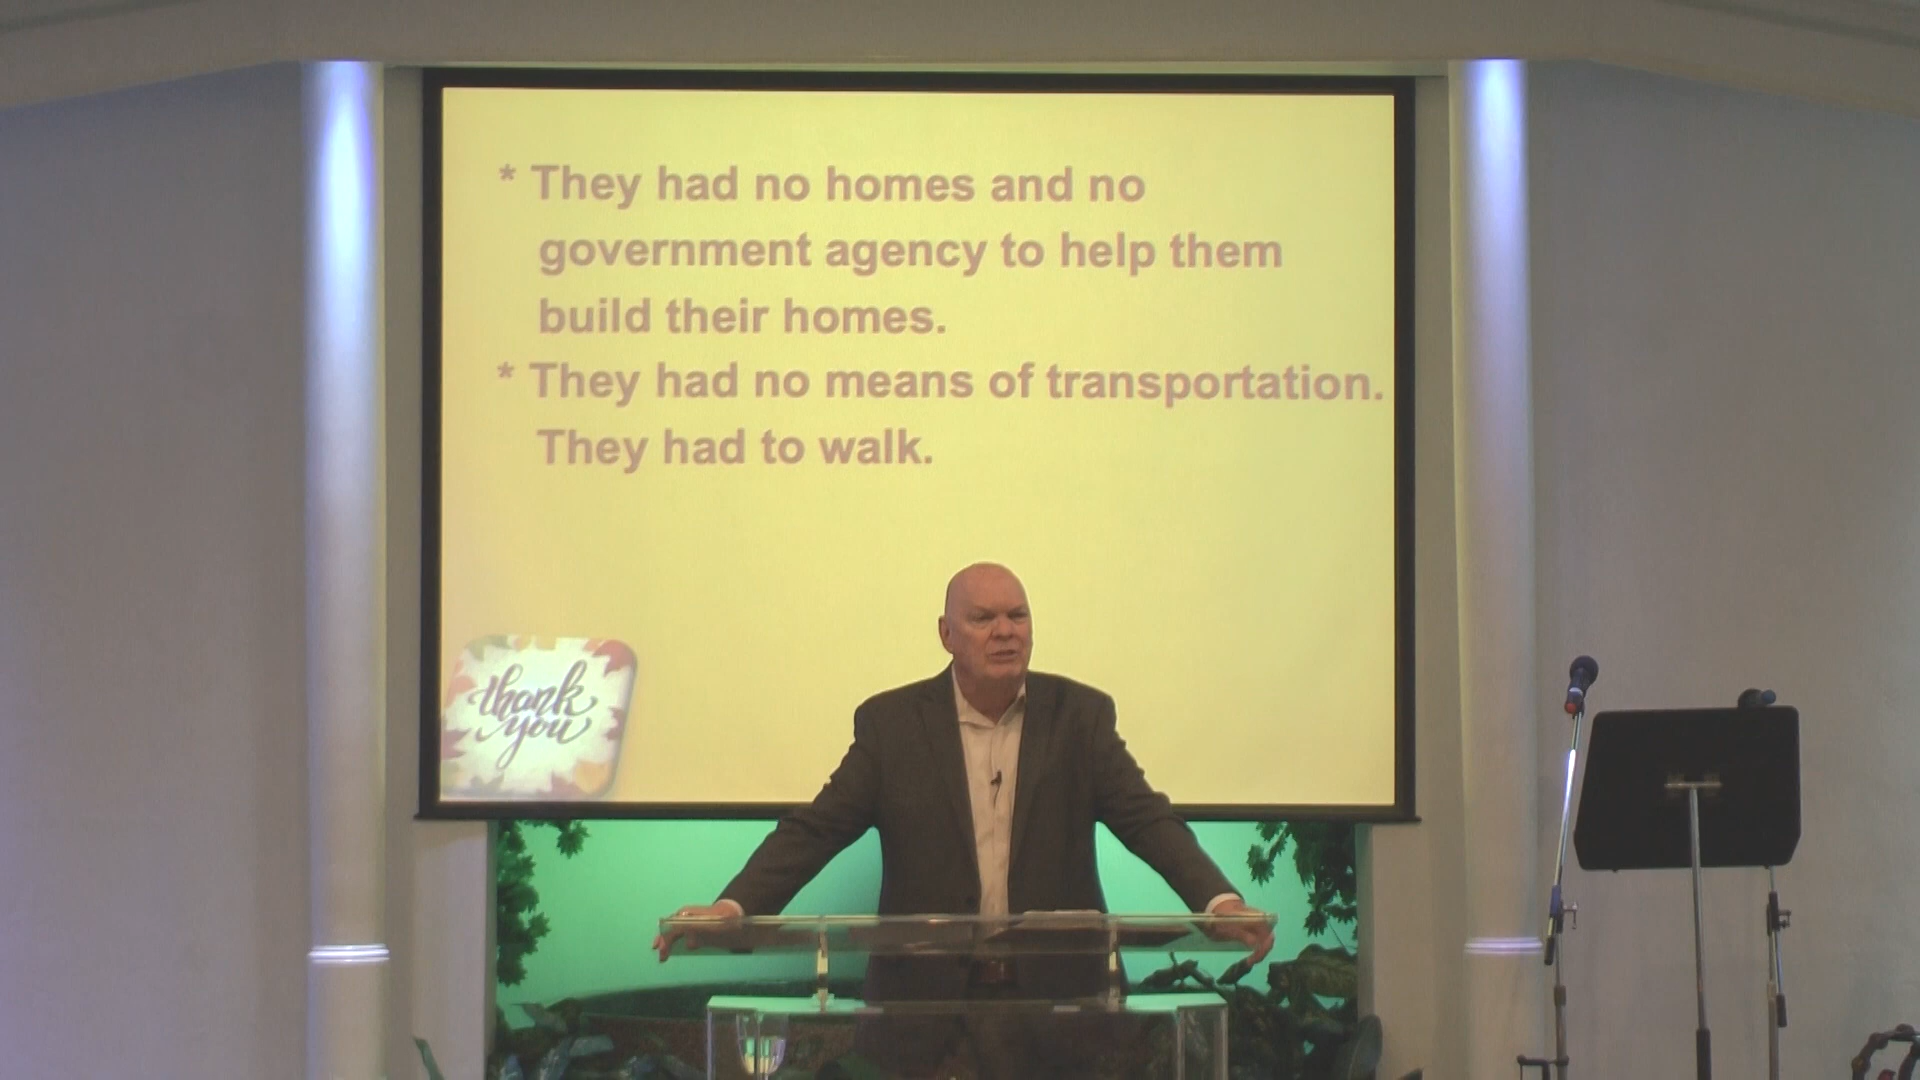 * They had no homes and no
government agency to help them
build their homes.
* They had no means of transportation.
They had to walk.
thank
you